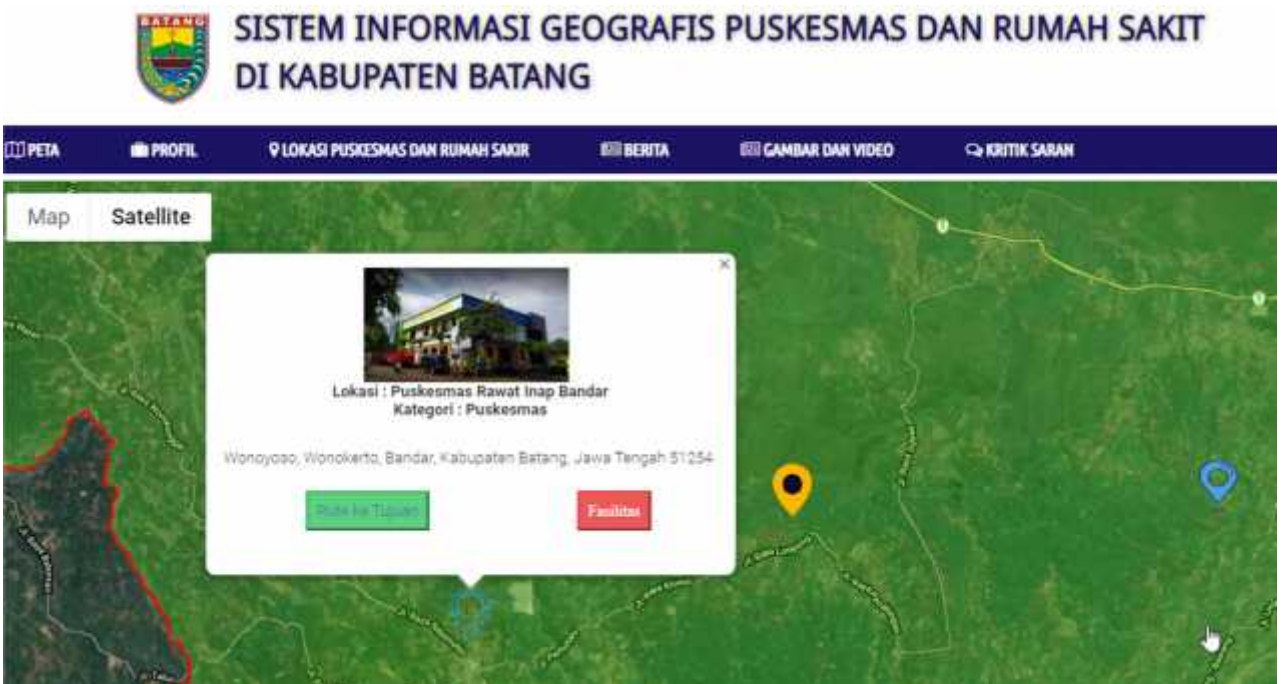 BATANG
SISTEM INFORMASI GEOGRAFIS PUSKESMAS DAN RUMAH SAKIT
DI KABUPATEN BATANG
PETA PROFIL LOKASI PUSKESMAS DAN RUMAH SAKIR BERITA GAMBAR DAN VIDEO KRITIK SARAN
Map Satellite
Lokasi : Puskesmas Rawat Inap Bandar
Kategori : Puskesmas
Wonoyoso, Wonokerto, Bandar, Kabupaten Batang, Jawa Tengah 51254
Rute ke Tujuan Fasilitas